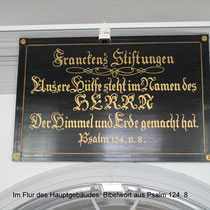 Franckens Stiftungen
Unsere Hülfe steht im Namen des
HERRN
Der Himmel und Erde gemacht hat.
Psalm 124, v. 8.
Im Flur des Hauptgebäudes. Bibelwort aus Psalm 124, 8